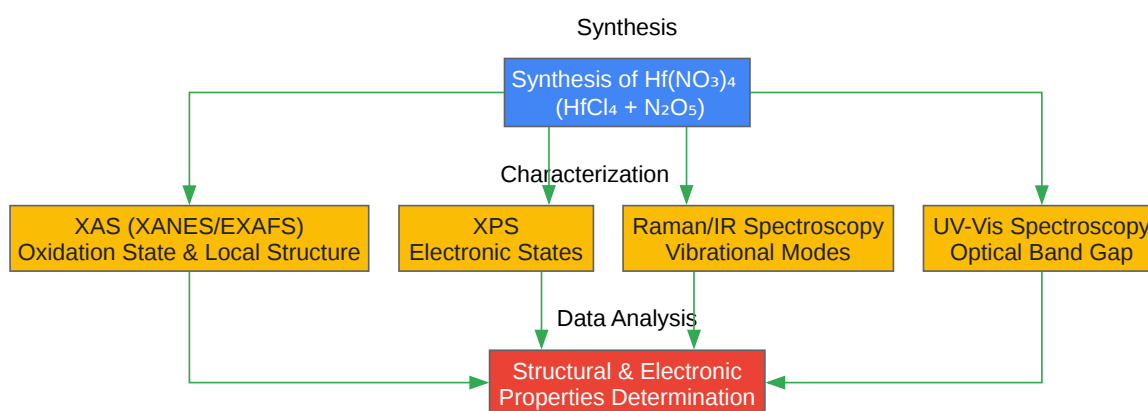 Synthesis
Synthesis of Hf(NO₃)₄
(HfCl₄ + N₂O₅)
Characterization
XAS (XANES/EXAFS)
Oxidation State & Local Structure
XPS
Electronic States
Raman/IR Spectroscopy
Vibrational Modes
UV-Vis Spectroscopy
Optical Band Gap
Data Analysis
Structural & Electronic
Properties Determination